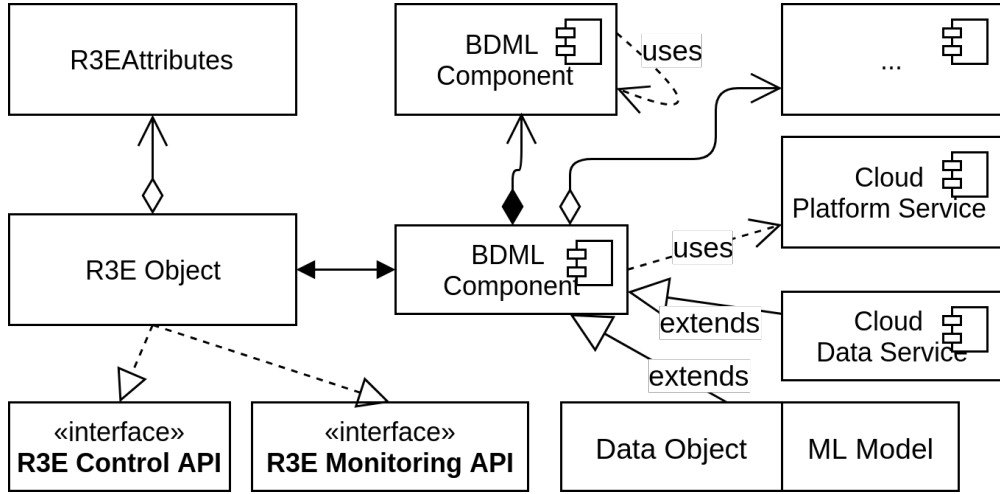 R3EAttributes
BDML
Component
uses
...
Cloud
Platform Service
R3E Object
BDML
Component
uses
extends
Cloud
Data Service
extends
«interface»
R3E Control API
«interface»
R3E Monitoring API
Data Object
ML Model